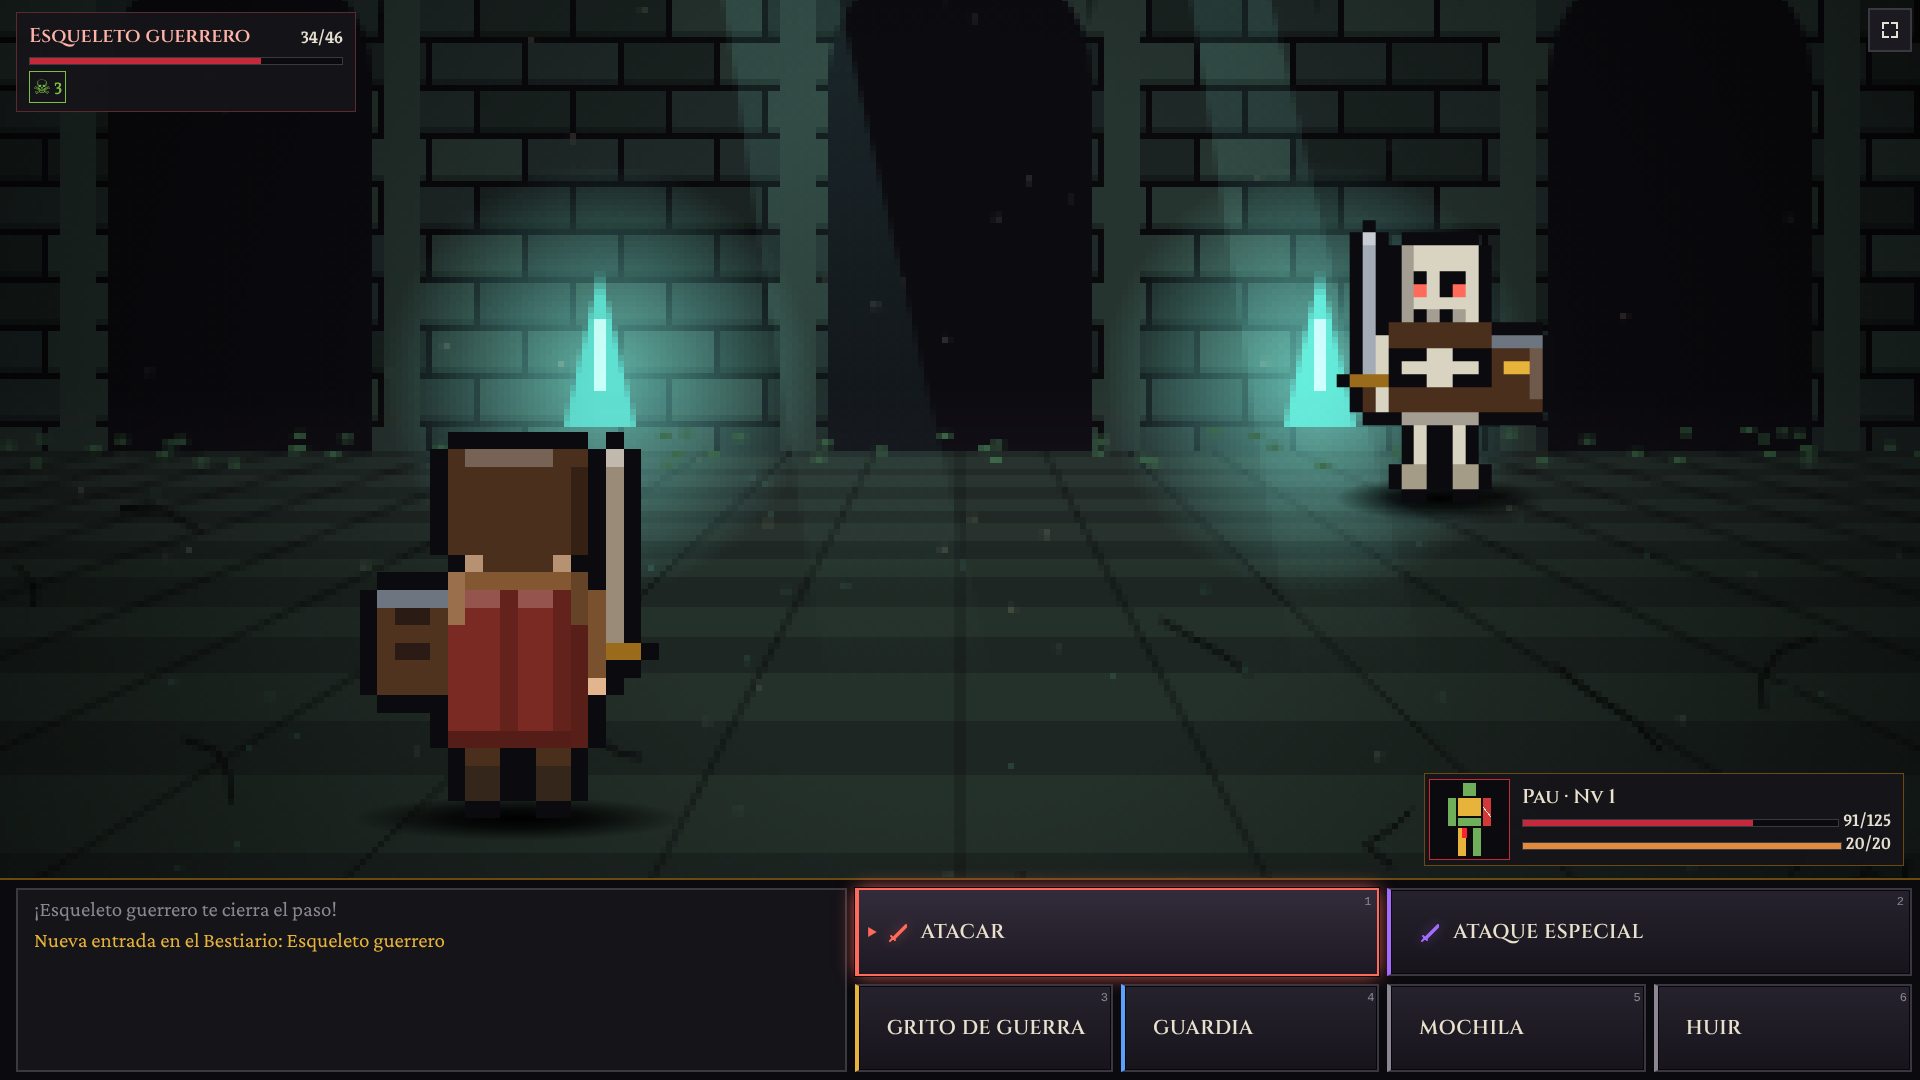 Esqueleto guerrero 34/46
3
Pau · Nv 1
91/125
20/20
¡Esqueleto guerrero te cierra el paso!
Nueva entrada en el Bestiario: Esqueleto guerrero
ATACAR 1
ATAQUE ESPECIAL 2
GRITO DE GUERRA 3
GUARDIA 4
MOCHILA 5
HUIR 6